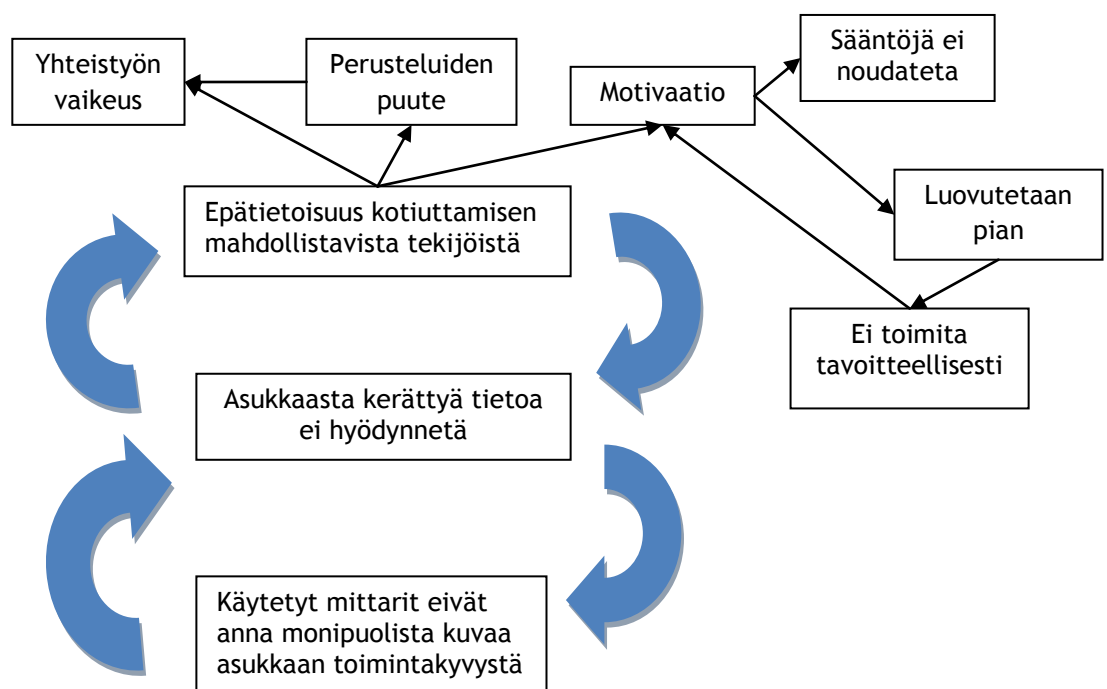 Yhteistyön
vaikeus
Perusteluiden
puute
Motivaatio
Sääntöjä ei
noudateta
Epätietoisuus kotiuttamisen
mahdollistavista tekijöistä
Luovutetaan
pian
Ei toimita
tavoitteellisesti
Asukkaasta kerättyä tietoa
ei hyödynnetä
Käytetyt mittarit eivät
anna monipuolista kuvaa
asukkaan toimintakyvystä